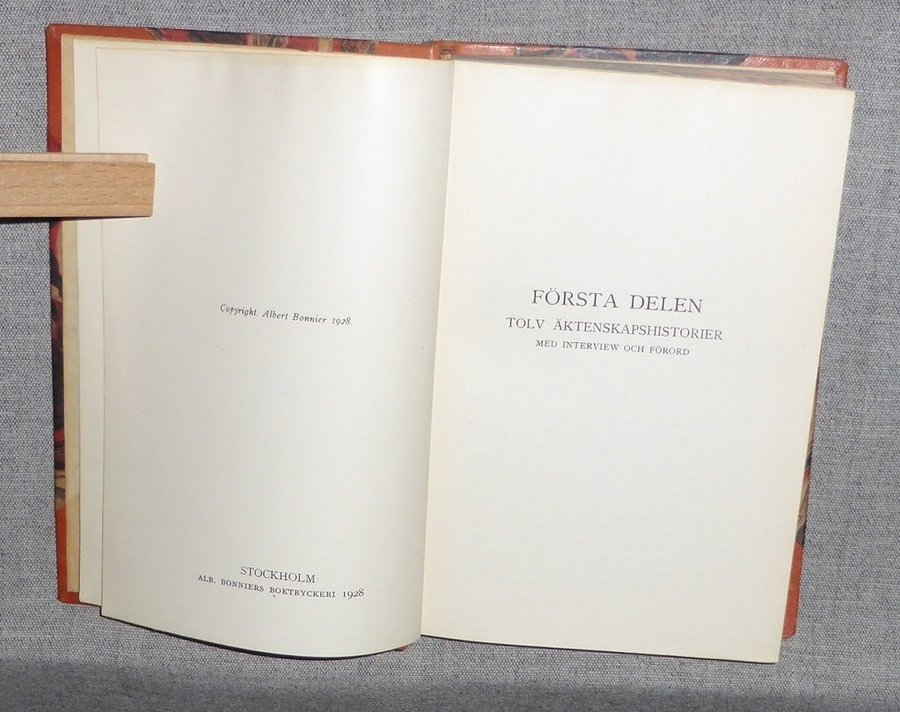 Copyright. Albert Bonnier 1928.
STOCKHOLM
ALB. BONNIERS BOKTRYCKERI 1928
FÖRSTA DELEN
TOLV ÄKTENSKAPSHISTORIER
MED INTERVIEW OCH FÖRORD